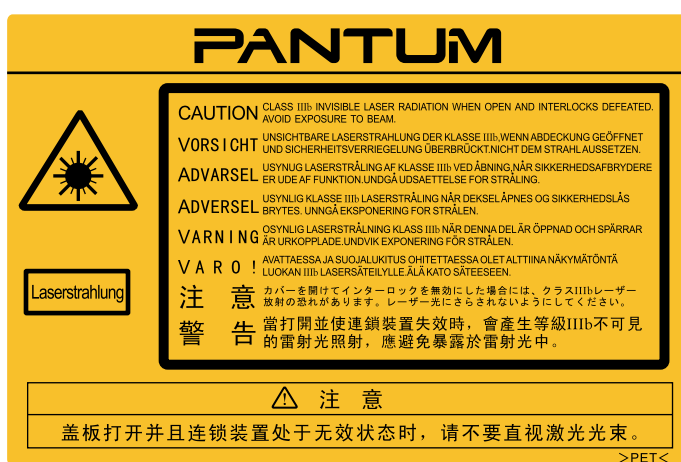 PANTUM
CAUTION CLASS IIIb INVISIBLE LASER RADIATION WHEN OPEN AND INTERLOCKS DEFEATED.
AVOID EXPOSURE TO BEAM.
VORSICHT UNSICHTBARE LASERSTRAHLUNG DER KLASSE IIIb,WENN ABDECKUNG GEÖFFNET
UND SICHERHEITSVERRIEGELUNG ÜBERBRÜCKT.NICHT DEM STRAHL AUSSETZEN.
ADVARSEL USYNUG LASERSTRÅLING AF KLASSE IIIb VED ÅBNING,NÅR SIKKERHEDSAFBRYDERE
ER UDE AF FUNKTION.UNDGÅ UDSAETTELSE FOR STRÅLING.
ADVERSEL USYNLIG KLASSE IIIb LASERSTRÅLING NÅR DEKSEL ÅPNES OG SIKKERHEDSLÅS
BRYTES. UNNGÅ EKSPONERING FOR STRÅLEN.
VARNING OSYNLIG LASERSTRÅLNING KLASS IIIb NÄR DENNA DEL ÄR ÖPPNAD OCH SPÄRRAR
ÄR URKOPPLADE.UNDVIK EXPONERING FÖR STRÅLEN.
VARO! AVATTAESSA JA SUOJALUKITUS OHITETTAESSA OLET ALTTIINA NÄKYMÄTÖNTÄ
LUOKAN IIIb LASERSÄTEILYLLE.ÄLÄ KATO SÄTEESEEN.
注 意 カバーを開けてインターロックを無効にした場合には、クラスIIIbレーザー
放射の恐れがあります。レーザー光にさらされないようにしてください。
警 告 當打開並使連鎖裝置失效時，會產生等級IIIb不可見
的雷射光照射，應避免暴露於雷射光中。
Laserstrahlung
注 意
盖板打开并且连锁装置处于无效状态时，请不要直视激光光束。
>PET<